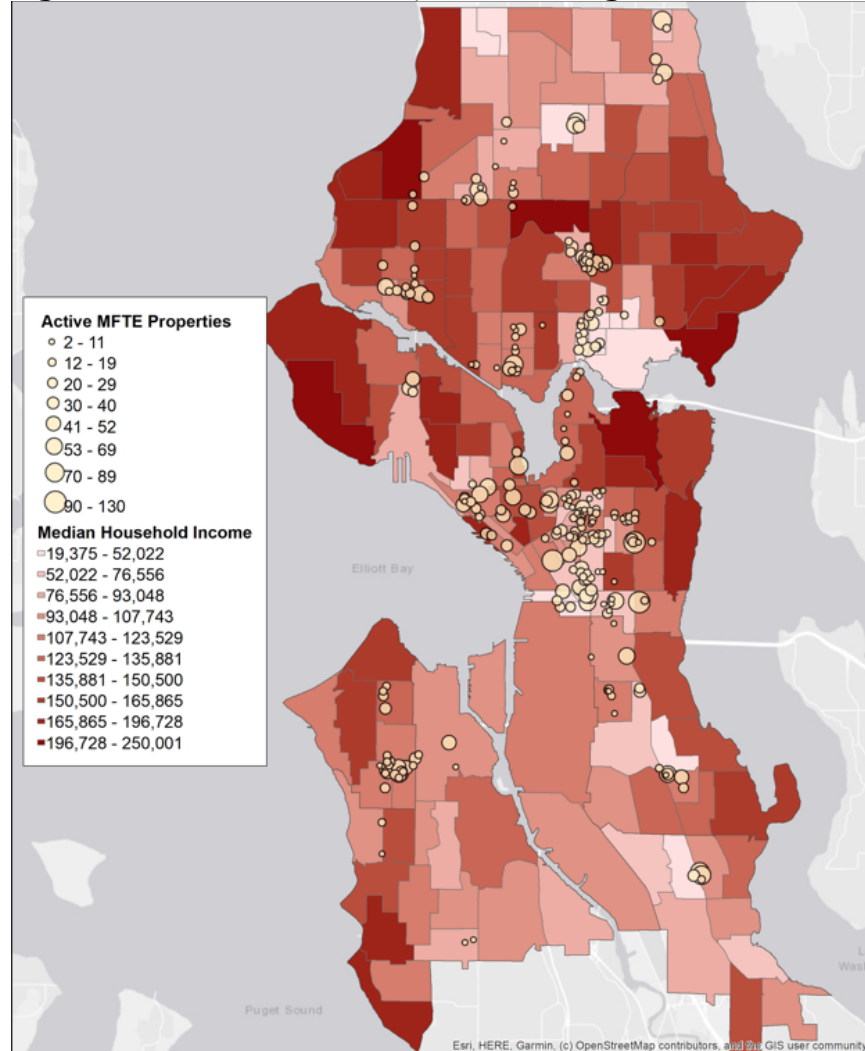 Active MFTE Properties
2 - 11
12 - 19
20 - 29
30 - 40
41 - 52
53 - 69
70 - 89
90 - 130
Median Household Income
19,375 - 52,022
52,022 - 76,556
76,556 - 93,048
93,048 - 107,743
107,743 - 123,529
123,529 - 135,881
135,881 - 150,500
150,500 - 165,865
165,865 - 196,728
196,728 - 250,001
Elliott Bay
Puget Sound
L
Wash
Esri, HERE, Garmin, (c) OpenStreetMap contributors, and the GIS user community